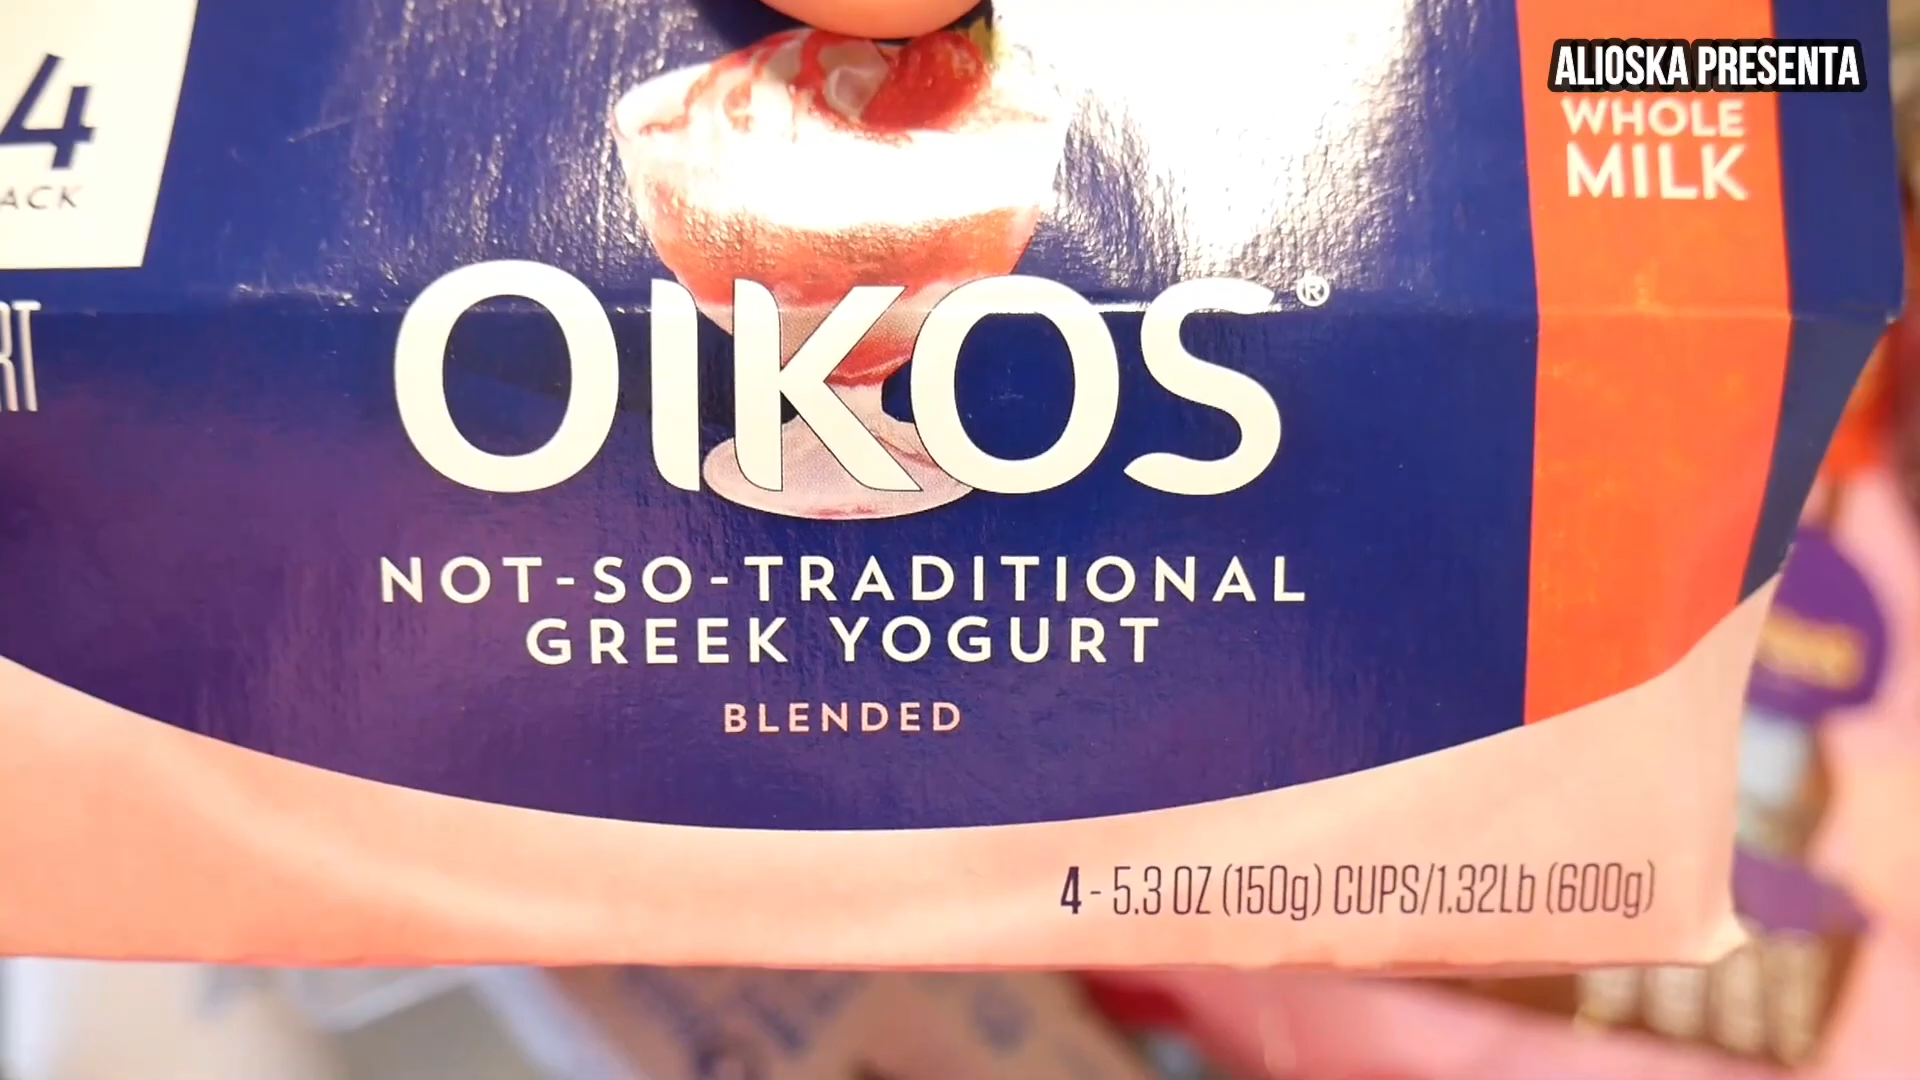 ALIOSKA PRESENTA
WHOLE
MILK
4
OIKOS®
NOT-SO-TRADITIONAL
GREEK YOGURT
BLENDED
4 - 5.3 OZ (150g) CUPS/1.32Lb (600g)